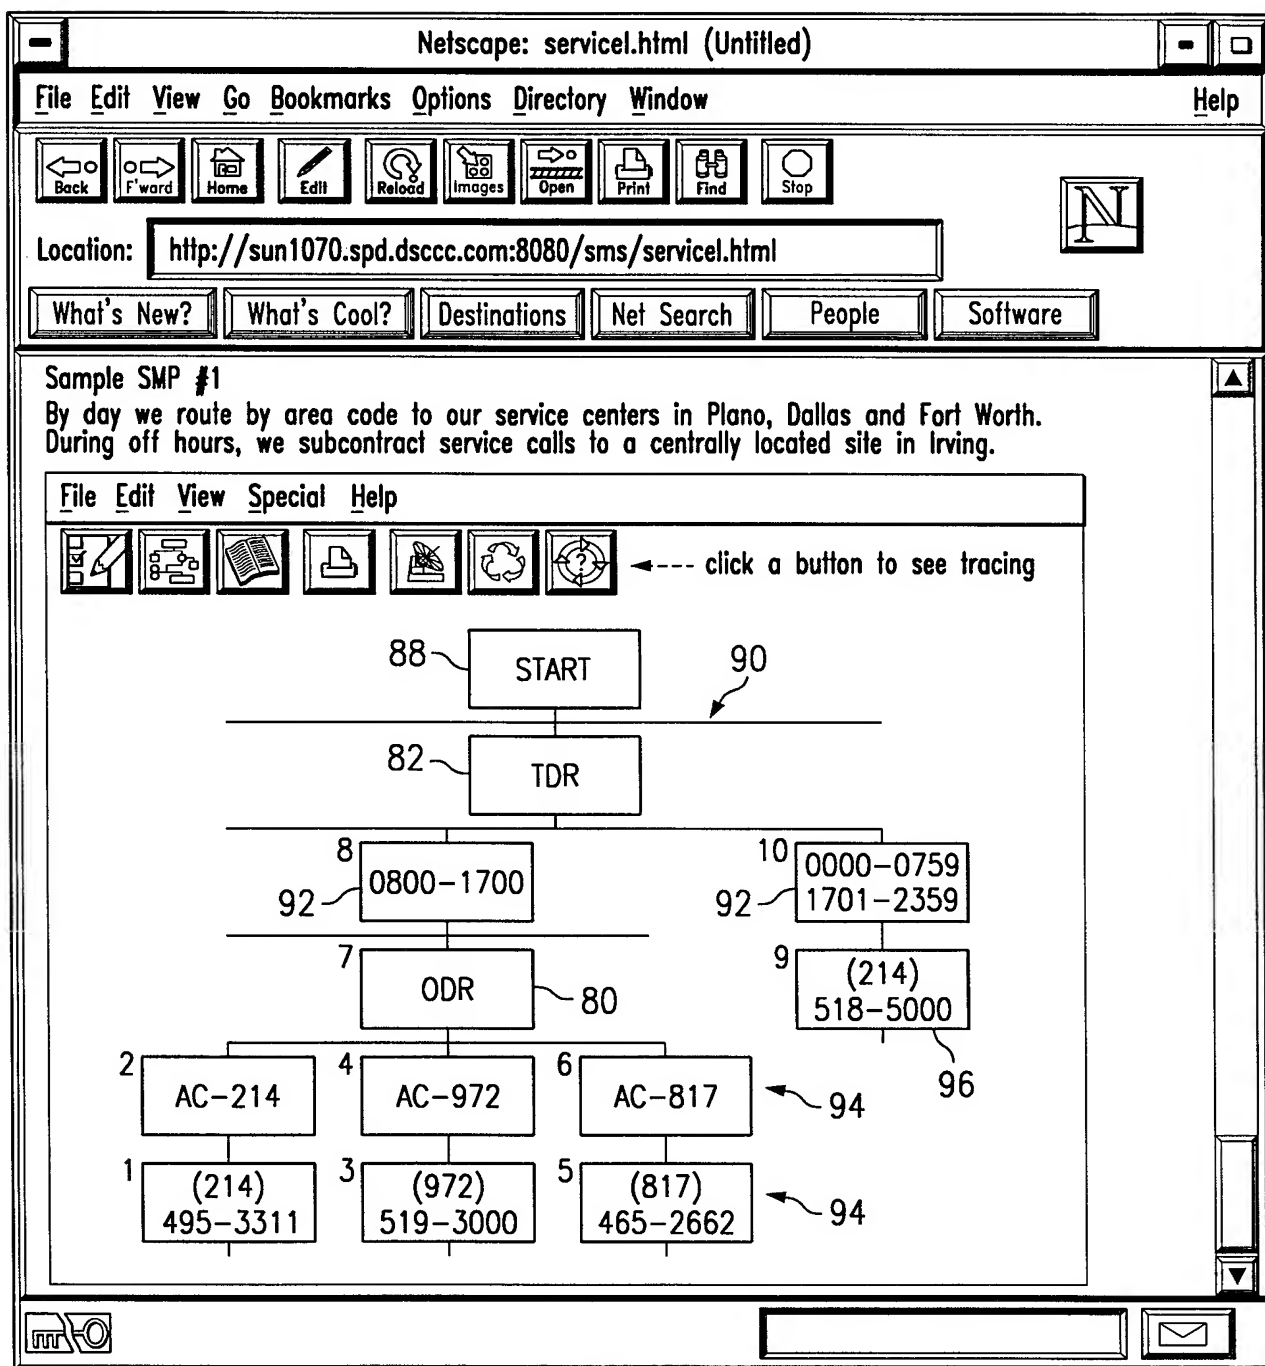 Netscape: servicel.html (Untitled)
File Edit View Go Bookmarks Options Directory Window Help
Back F'ward Home Edit Reload Images Open Print Find Stop
N
Location: http://sun1070.spd.dsccc.com:8080/sms/servicel.html
What's New? What's Cool? Destinations Net Search People Software
Sample SMP #1
By day we route by area code to our service centers in Plano, Dallas and Fort Worth.
During off hours, we subcontract service calls to a centrally located site in Irving.
File Edit View Special Help
? click a button to see tracing
88 START 90
82 TDR
8 0800-1700 92
10 0000-0759
1701-2359 92
7 ODR 80
9 (214)
518-5000 96
2 AC-214 4 AC-972 6 AC-817 94
1 (214) 3 (972) 5 (817)
495-3311 519-3000 465-2662 94